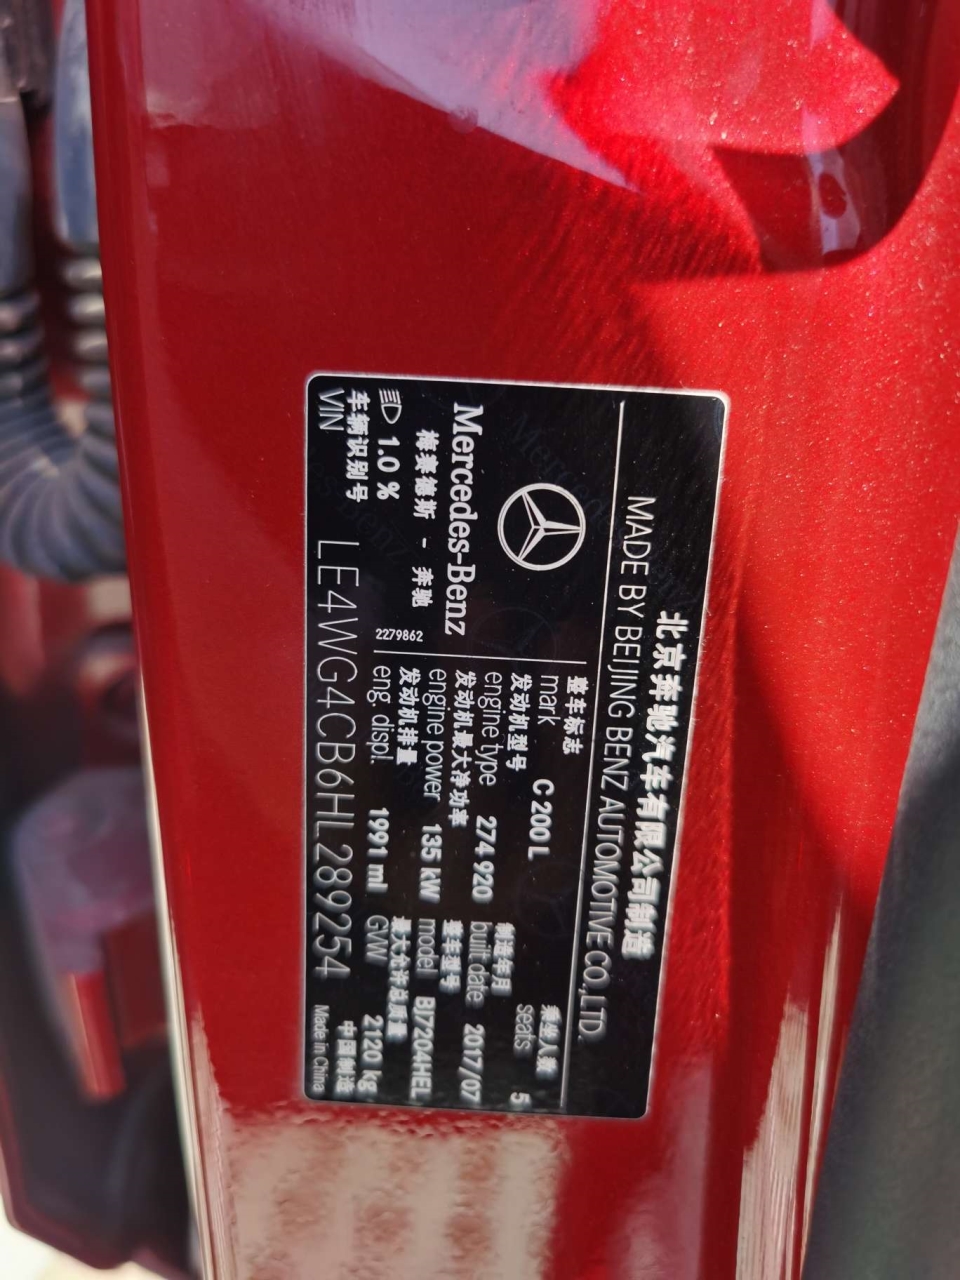 北京奔驰汽车有限公司制造
MADE BY BEIJING BENZ AUTOMOTIVE CO.,LTD.
Mercedes-Benz
梅赛德斯 - 奔驰
1.0 %
2279862
整车标志
mark C 200 L
乘坐人数
seats 5
发动机型号
engine type 274 920
制造年月
built date 2017/07
发动机最大净功率
engine power 135 kW
整车型号
model BJ7204HEL
发动机排量
eng. displ. 1991 ml
最大允许总质量
GVW 2120 kg
车辆识别号
VIN LE4WG4CB6HL289254
中国制造
Made in China